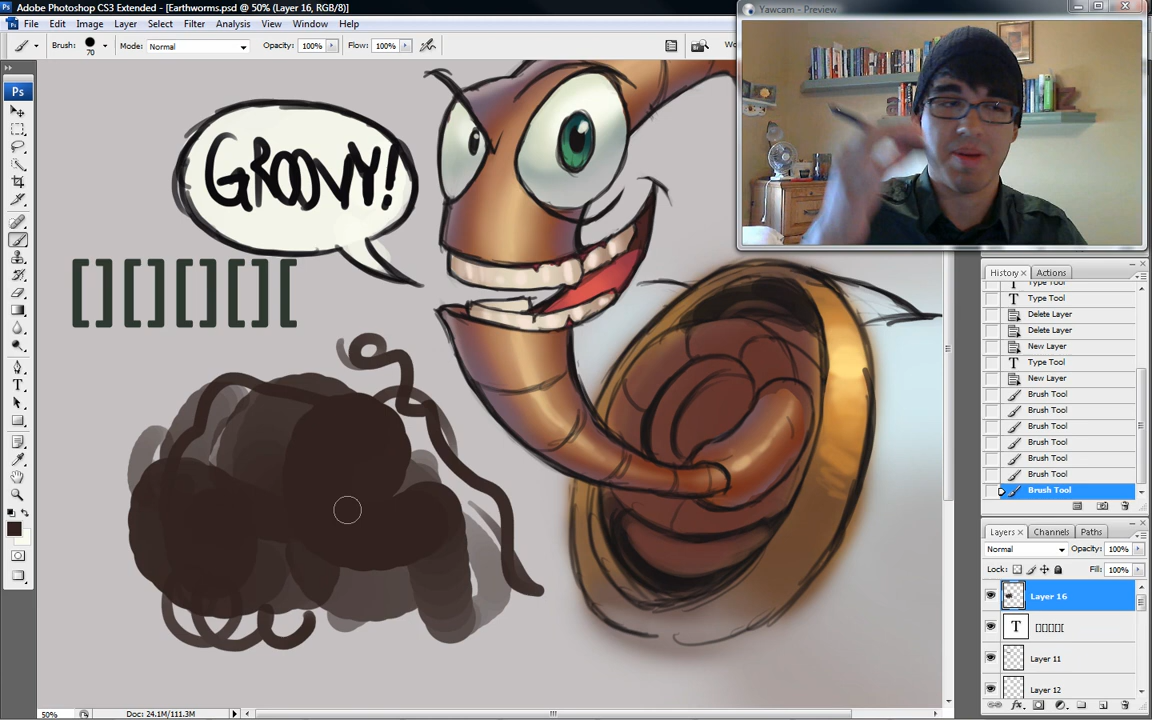 Adobe Photoshop CS3 Extended - [Earthworms.psd @ 50% (Layer 16, RGB/8)]
Yawcam - Preview
File Edit Image Layer Select Filter Analysis View Window Help
Brush: 70 Mode: Normal Opacity: 100% Flow: 100%
Ps
GROOVY!
[][][][][
History Actions
Type Tool
Type Tool
Delete Layer
Delete Layer
New Layer
Type Tool
New Layer
Brush Tool
Brush Tool
Brush Tool
Brush Tool
Brush Tool
Brush Tool
Brush Tool
Layers Channels Paths
Normal Opacity: 100%
Lock: Fill: 100%
Layer 16
T [][][][][
Layer 11
Layer 12
50% Doc: 24.1M/111.3M